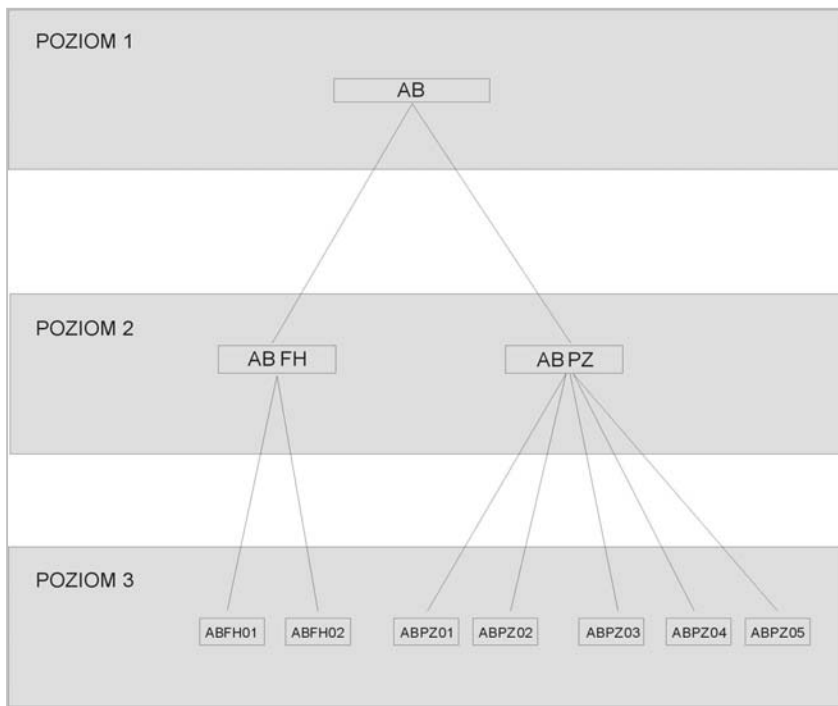 POZIOM 1
AB
POZIOM 2
AB FH
AB PZ
POZIOM 3
ABFH01
ABFH02
ABPZ01
ABPZ02
ABPZ03
ABPZ04
ABPZ05